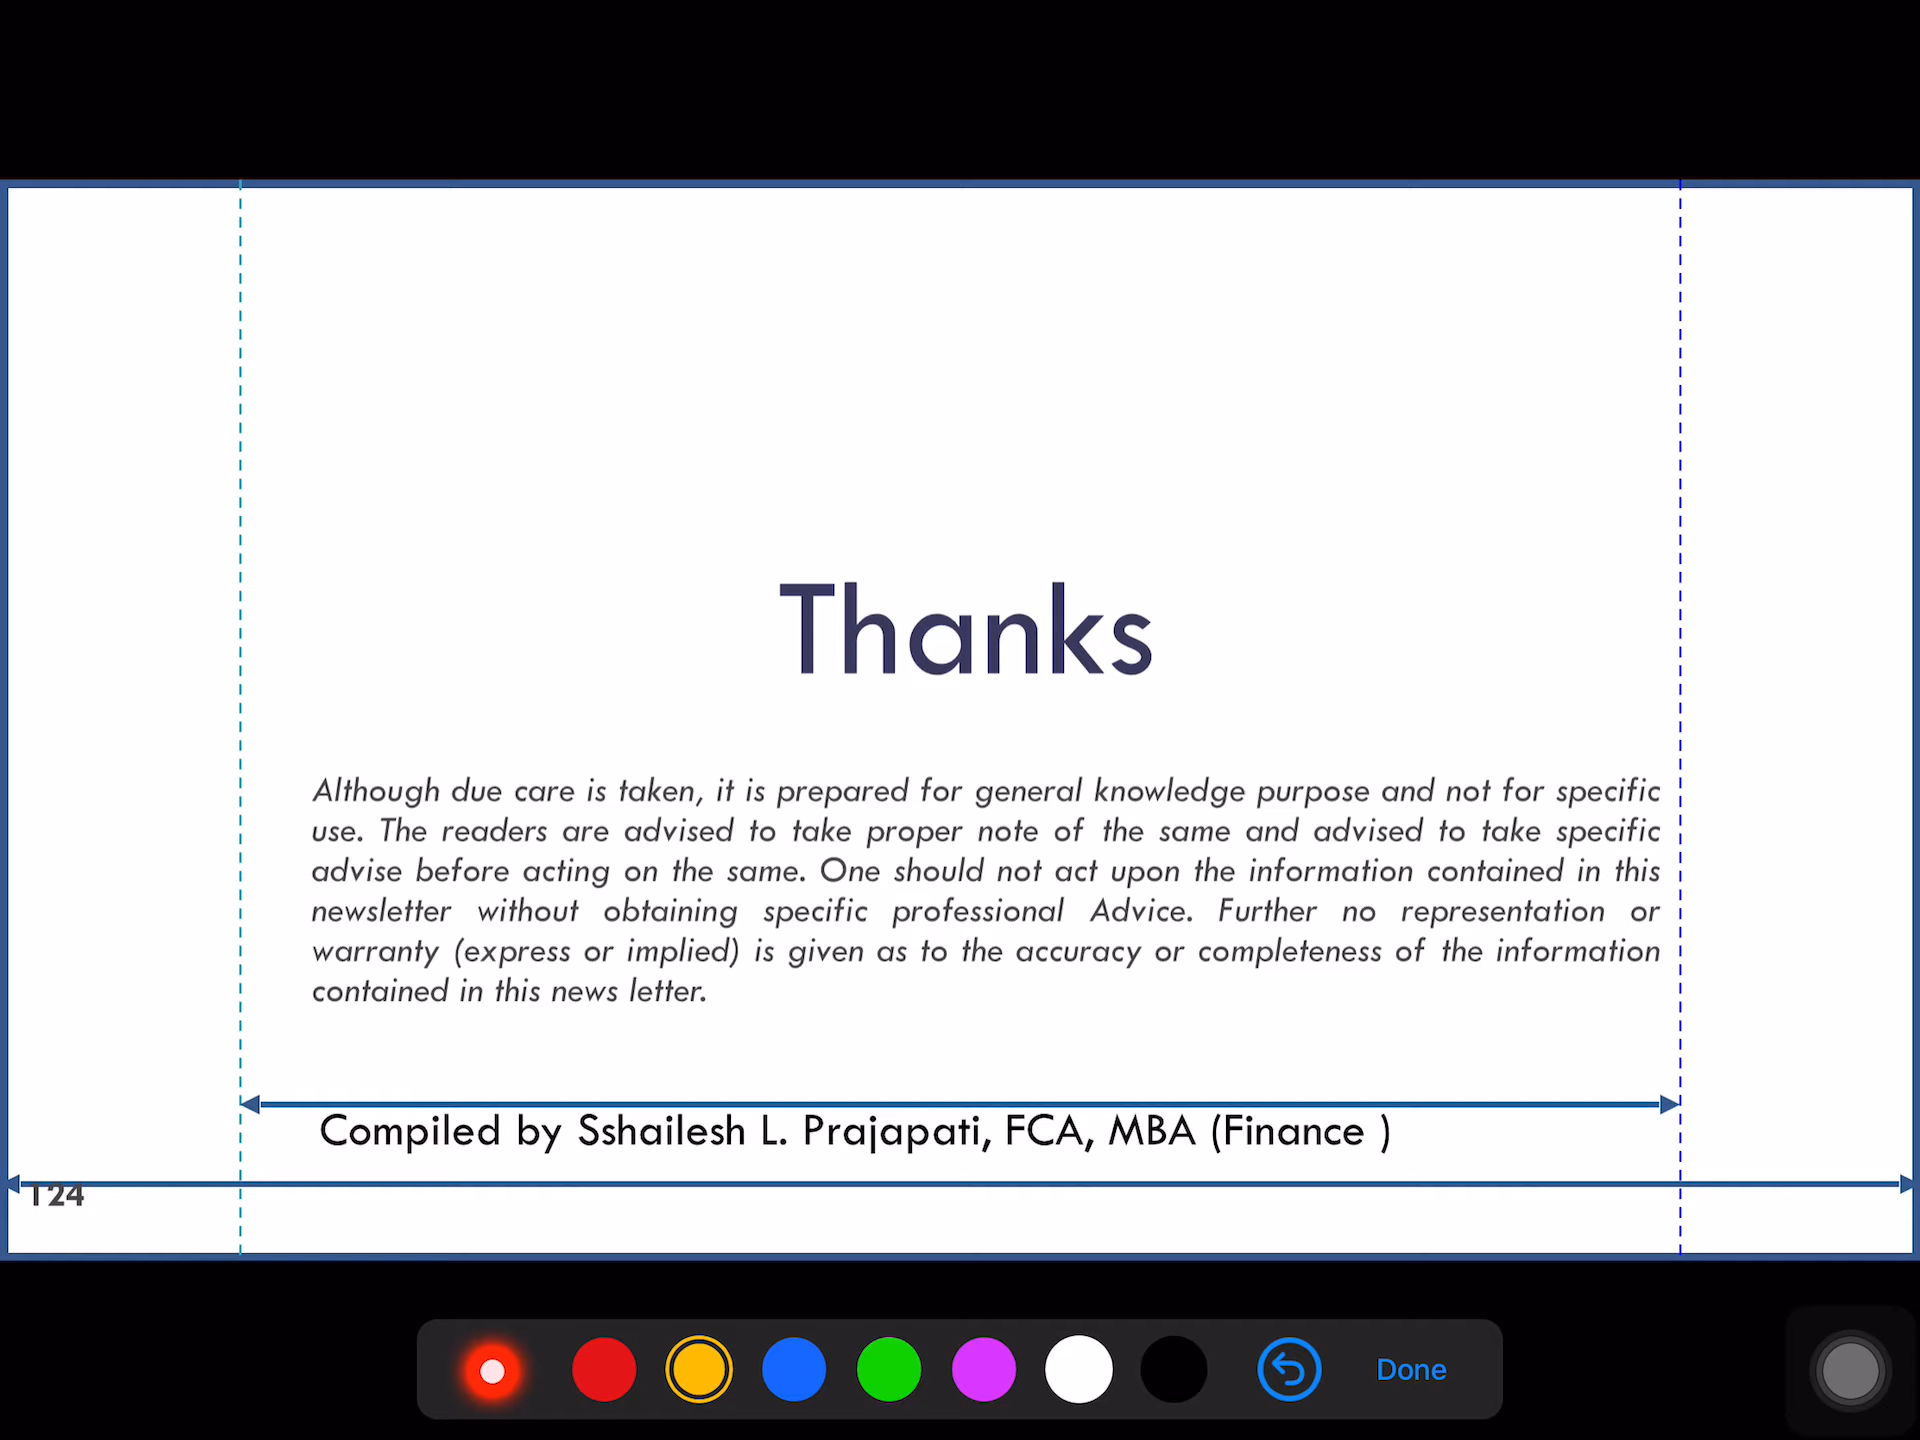 Thanks
Although due care is taken, it is prepared for general knowledge purpose and not for specific
use. The readers are advised to take proper note of the same and advised to take specific
advise before acting on the same. One should not act upon the information contained in this
newsletter without obtaining specific professional Advice. Further no representation or
warranty (express or implied) is given as to the accuracy or completeness of the information
contained in this news letter.
Compiled by Sshailesh L. Prajapati, FCA, MBA (Finance )
124
Done